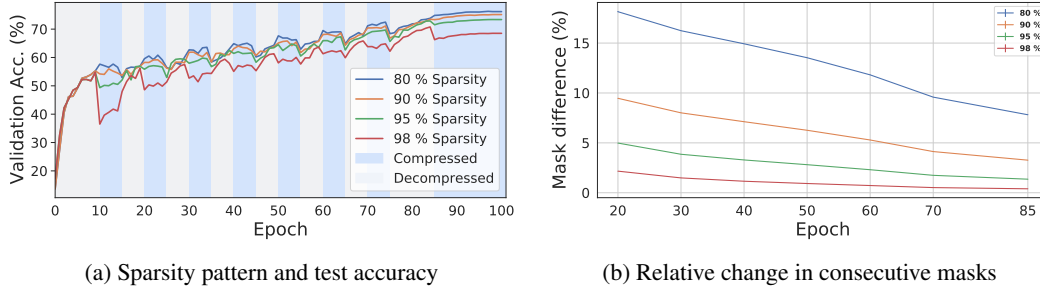 Validation Acc. (%)
70
60
50
40
30
20
80 % Sparsity
90 % Sparsity
95 % Sparsity
98 % Sparsity
Compressed
Decompressed
0 10 20 30 40 50 60 70 80 90 100
Epoch
(a) Sparsity pattern and test accuracy
Mask difference (%)
15
10
5
0
80 %
90 %
95 %
98 %
20 30 40 50 60 70 85
Epoch
(b) Relative change in consecutive masks